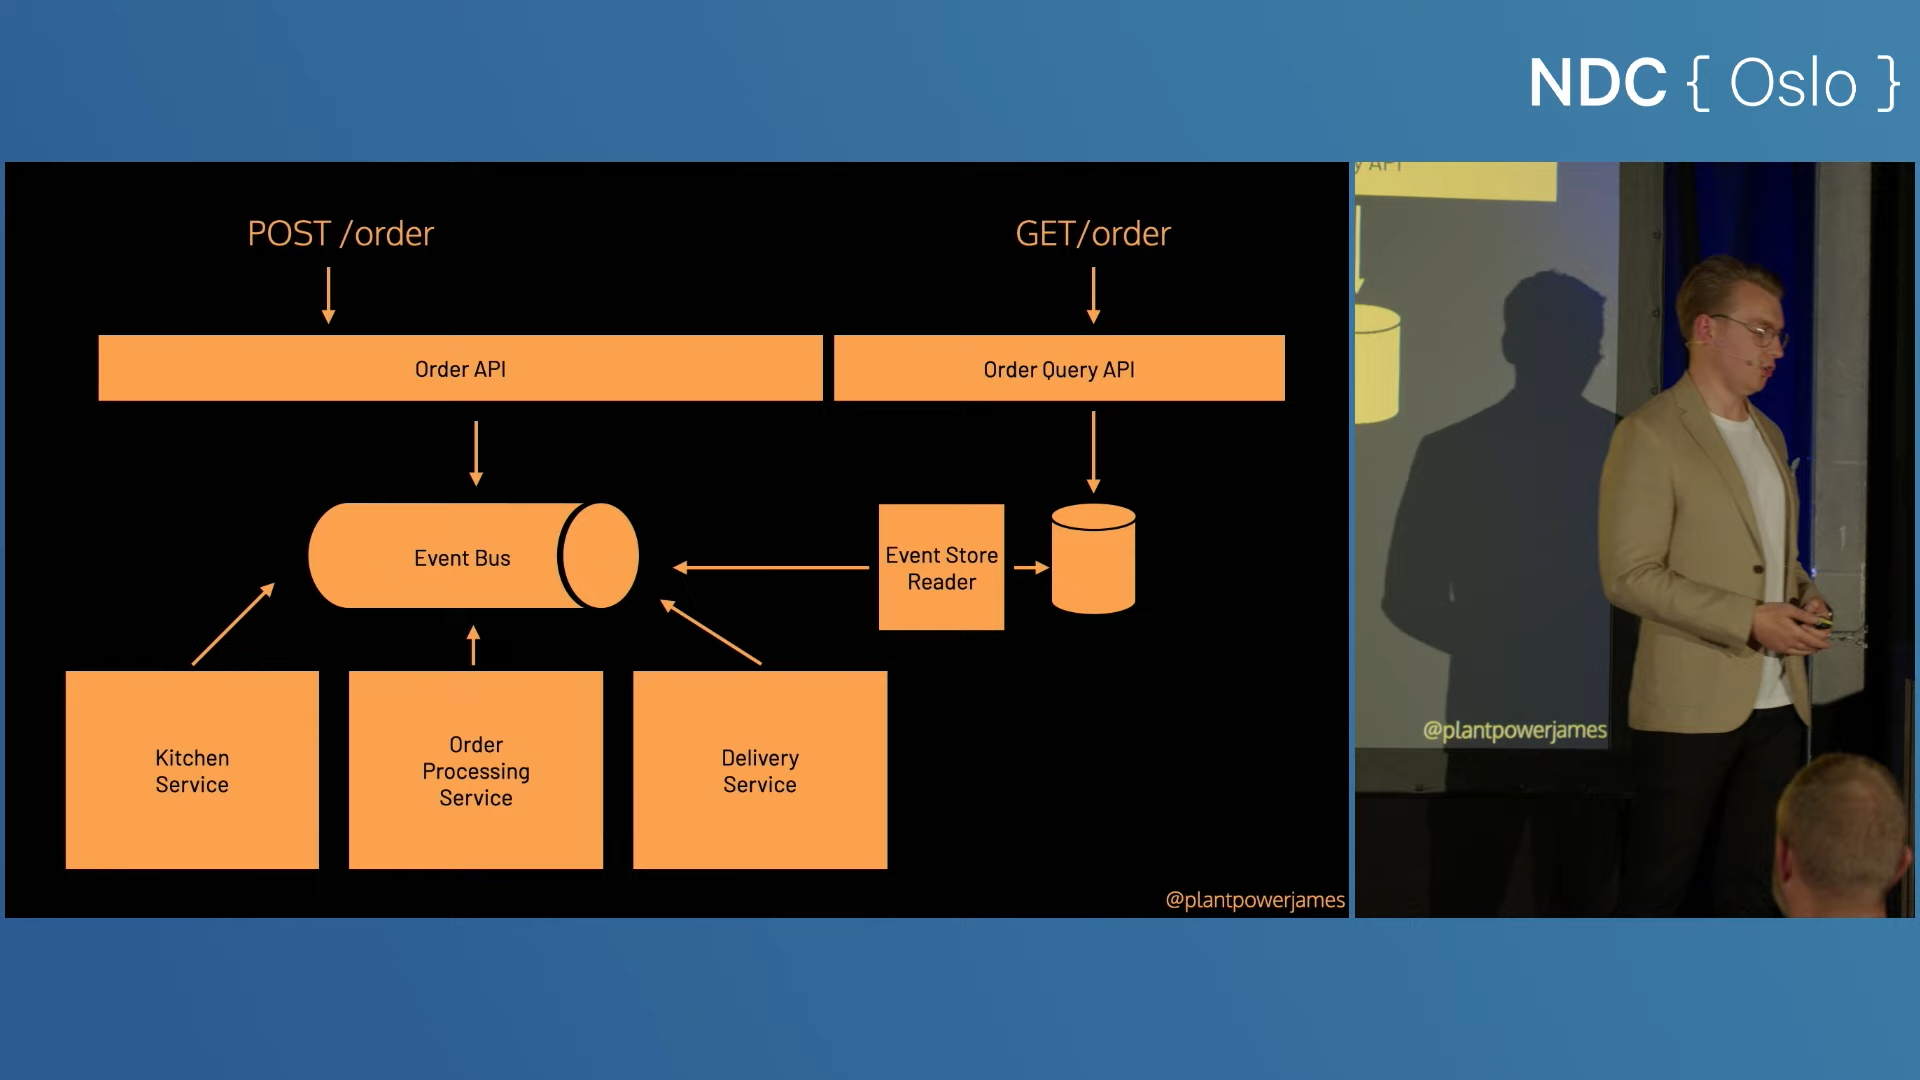 NDC { Oslo }
POST /order
GET/order
Order API
Order Query API
Event Bus
Event Store
Reader
Kitchen
Service
Order
Processing
Service
Delivery
Service
@plantpowerjames
y API
@plantpowerjames